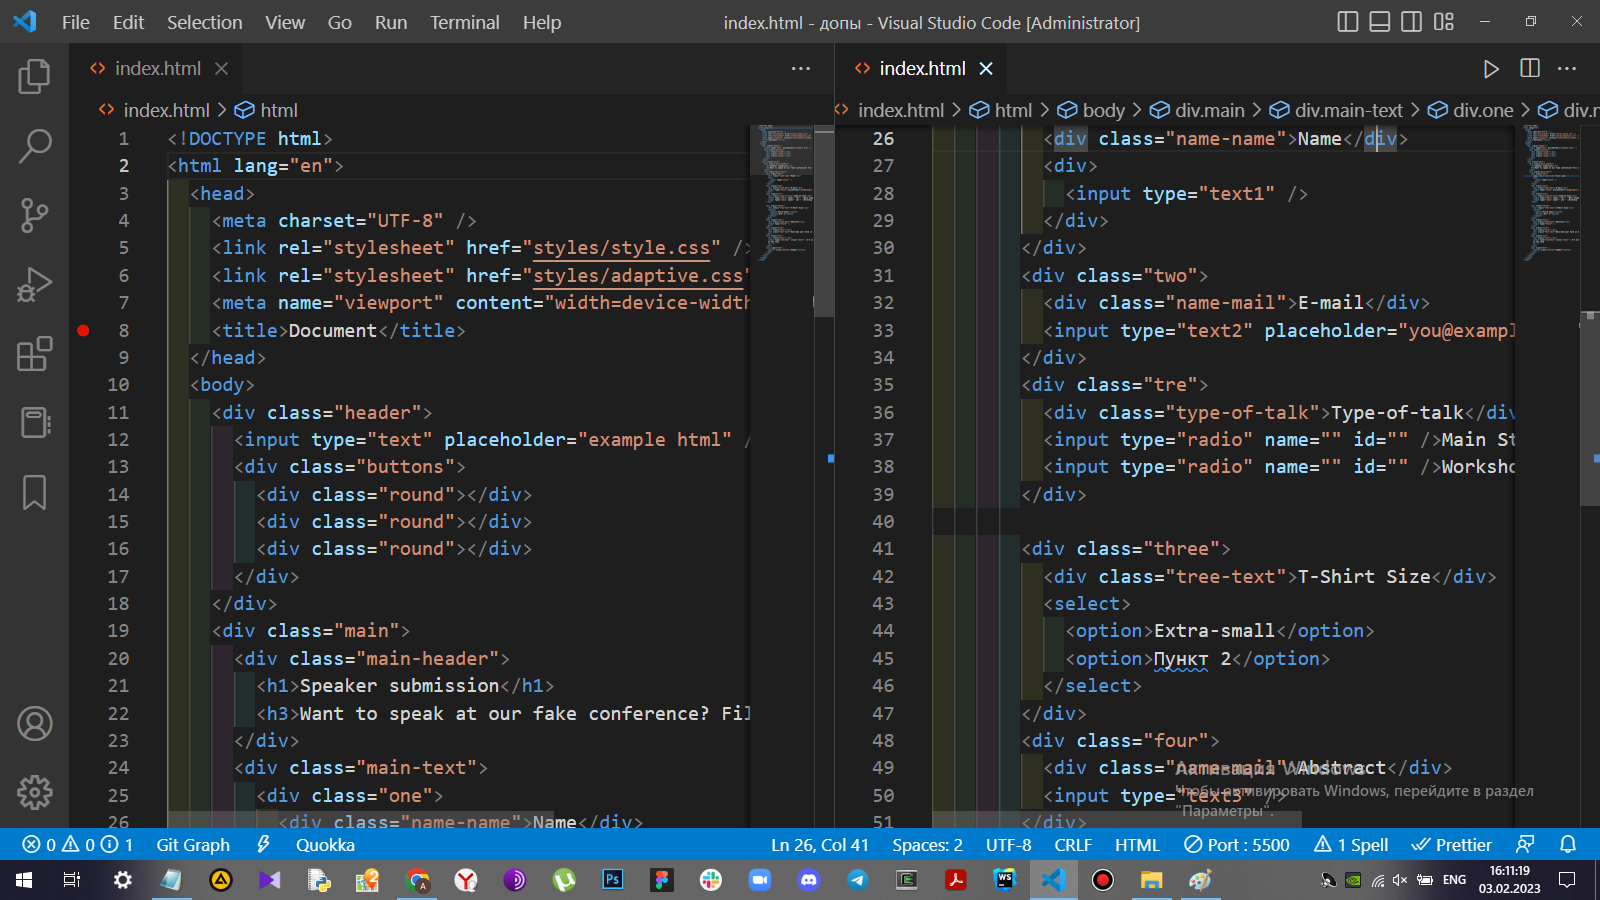 File Edit Selection View Go Run Terminal Help
index.html - допы - Visual Studio Code [Administrator]
index.html
index.html > html
1 <!DOCTYPE html>
2 <html lang="en">
3 <head>
4 <meta charset="UTF-8" />
5 <link rel="stylesheet" href="styles/style.css" />
6 <link rel="stylesheet" href="styles/adaptive.css"
7 <meta name="viewport" content="width=device-width
8 <title>Document</title>
9 </head>
10 <body>
11 <div class="header">
12 <input type="text" placeholder="example html" /
13 <div class="buttons">
14 <div class="round"></div>
15 <div class="round"></div>
16 <div class="round"></div>
17 </div>
18 </div>
19 <div class="main">
20 <div class="main-header">
21 <h1>Speaker submission</h1>
22 <h3>Want to speak at our fake conference? Fil
23 </div>
24 <div class="main-text">
25 <div class="one">
26 <div class="name-name">Name</div>
index.html
index.html > html > body > div.main > div.main-text > div.one > div.n
26 <div class="name-name">Name</div>
27 <div>
28 <input type="text1" />
29 </div>
30 </div>
31 <div class="two">
32 <div class="name-mail">E-mail</div>
33 <input type="text2" placeholder="you@exampl
34 </div>
35 <div class="tre">
36 <div class="type-of-talk">Type-of-talk</div
37 <input type="radio" name="" id="" />Main St
38 <input type="radio" name="" id="" />Worksho
39 </div>
40
41 <div class="three">
42 <div class="tree-text">T-Shirt Size</div>
43 <select>
44 <option>Extra-small</option>
45 <option>Пункт 2</option>
46 </select>
47 </div>
48 <div class="four">
49 <div class="name-mail">Abstract</div>
50 <input type="text3" />
51 </div>
Активация Windows
Чтобы активировать Windows, перейдите в раздел
"Параметры".
0 0 1 Git Graph Quokka
Ln 26, Col 41 Spaces: 2 UTF-8 CRLF HTML Port : 5500 1 Spell Prettier
ENG
16:11:19
03.02.2023